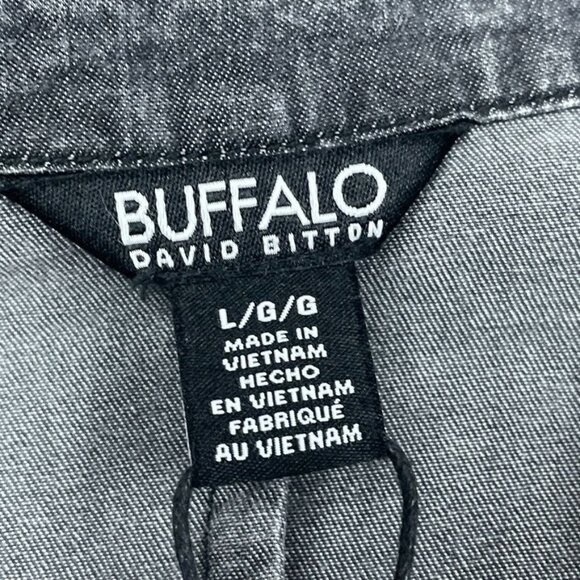 BUFFALO
DAVID BITTON
L/G/G
MADE IN
VIETNAM
HECHO
EN VIETNAM
FABRIQUÉ
AU VIETNAM